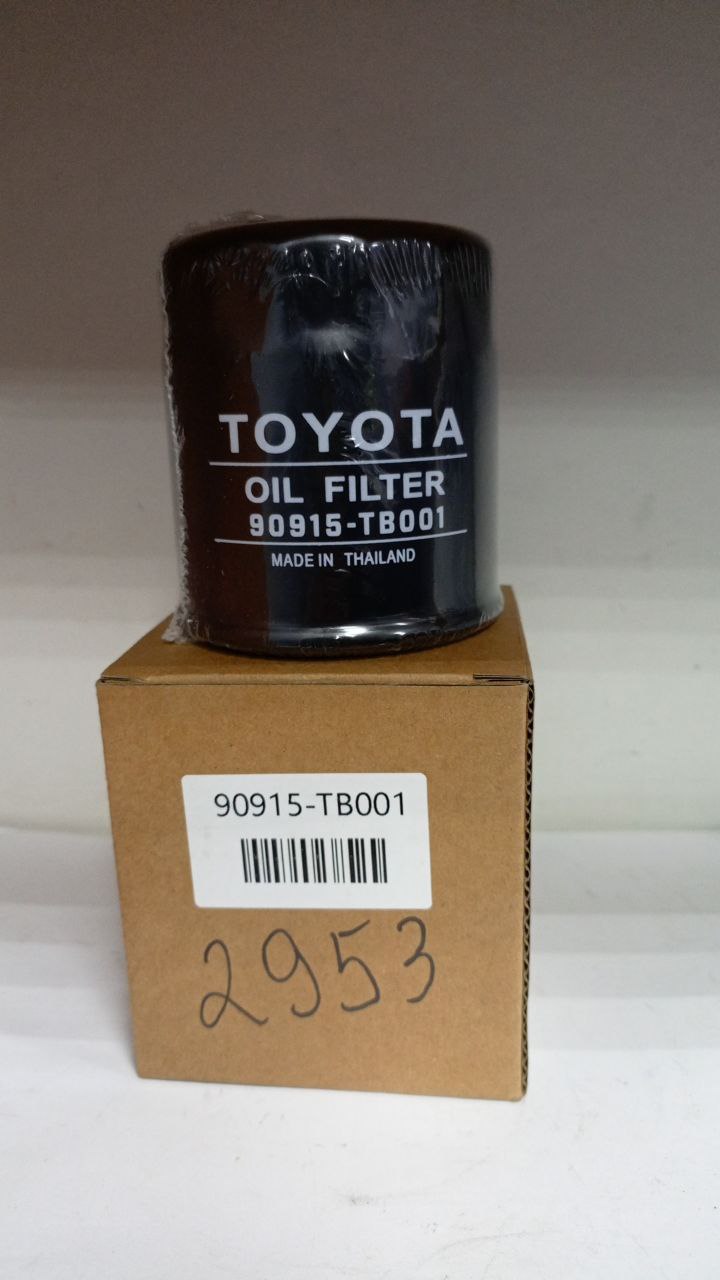 TOYOTA
OIL FILTER
90915-TB001
MADE IN THAILAND
90915-TB001
2953